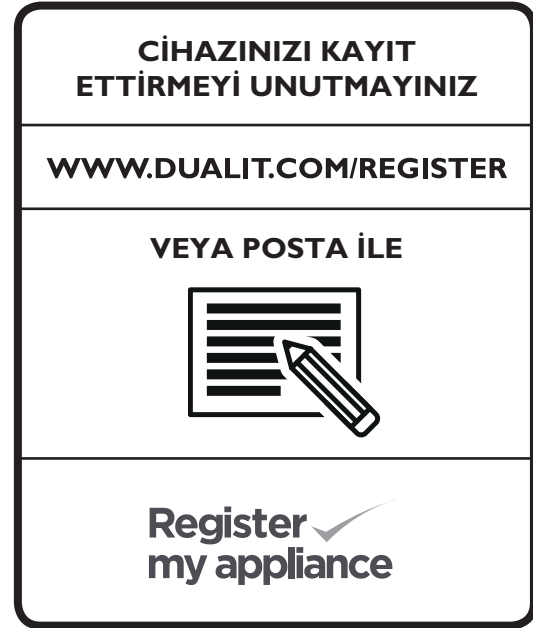 CİHAZINIZI KAYIT
ETTİRMEYİ UNUTMAYINIZ
WWW.DUALIT.COM/REGISTER
VEYA POSTA İLE
Register
my appliance